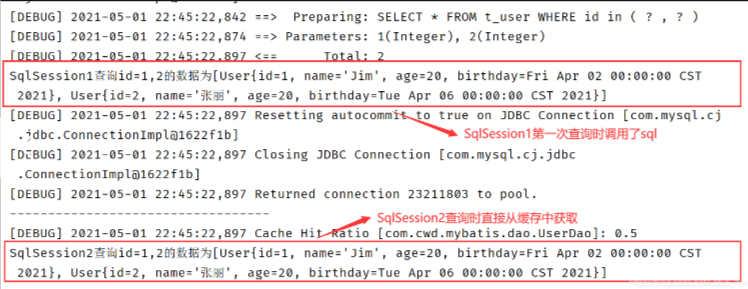 [DEBUG] 2021-05-01 22:45:22,842 ==>  Preparing: SELECT * FROM t_user WHERE id in ( ? , ? )
[DEBUG] 2021-05-01 22:45:22,874 ==> Parameters: 1(Integer), 2(Integer)
[DEBUG] 2021-05-01 22:45:22,897 <==      Total: 2
SqlSession1查询id=1,2的数据为[User{id=1, name='Jim', age=20, birthday=Fri Apr 02 00:00:00 CST
2021}, User{id=2, name='张丽', age=20, birthday=Tue Apr 06 00:00:00 CST 2021}]
[DEBUG] 2021-05-01 22:45:22,897 Resetting autocommit to true on JDBC Connection [com.mysql.cj
.jdbc.ConnectionImpl@1622f1b]
SqlSession1第一次查询时调用了sql
[DEBUG] 2021-05-01 22:45:22,897 Closing JDBC Connection [com.mysql.cj.jdbc
.ConnectionImpl@1622f1b]
[DEBUG] 2021-05-01 22:45:22,897 Returned connection 23211803 to pool.
---------------------------------
SqlSession2查询时直接从缓存中获取
[DEBUG] 2021-05-01 22:45:22,897 Cache Hit Ratio [com.cwd.mybatis.dao.UserDao]: 0.5
SqlSession2查询id=1,2的数据为[User{id=1, name='Jim', age=20, birthday=Fri Apr 02 00:00:00 CST
2021}, User{id=2, name='张丽', age=20, birthday=Tue Apr 06 00:00:00 CST 2021}]